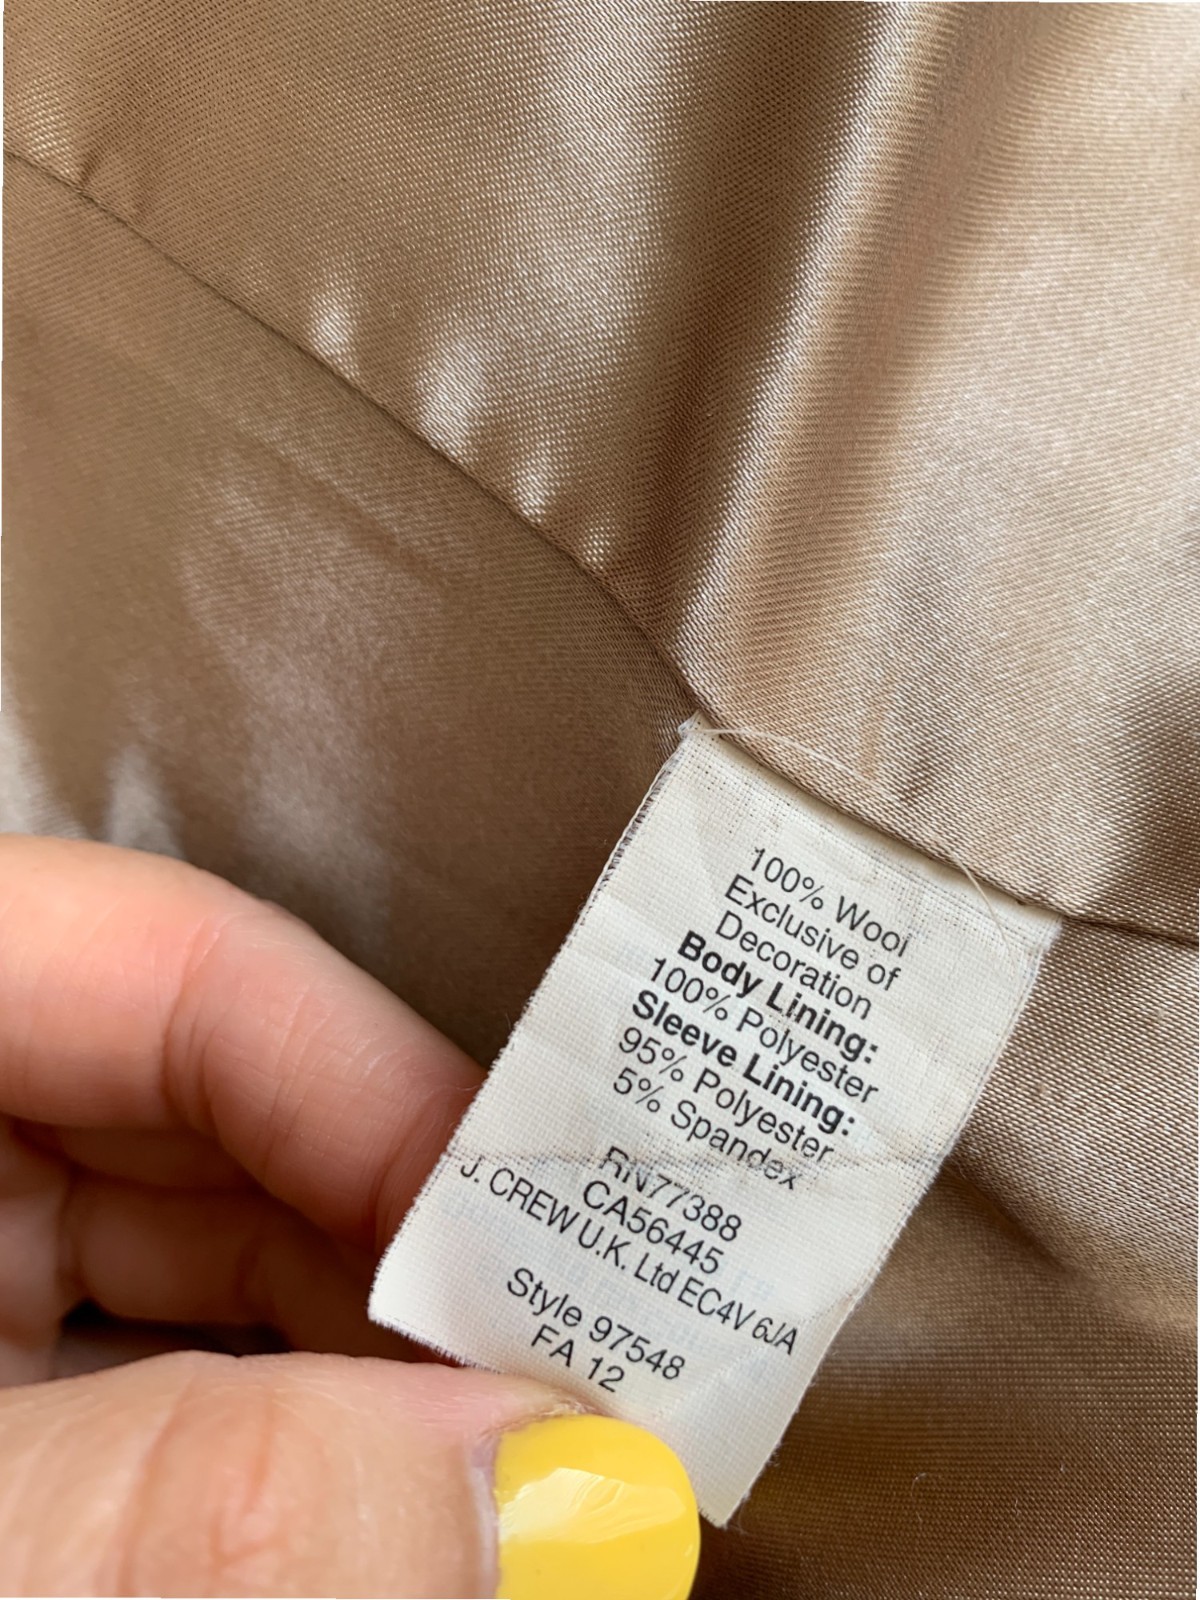 100% Wool
Exclusive of
Decoration
Body Lining:
100% Polyester
Sleeve Lining:
95% Polyester
5% Spandex
RN77388
CA56445
J. CREW U.K. Ltd EC4V 6JA
Style 97548
FA 12